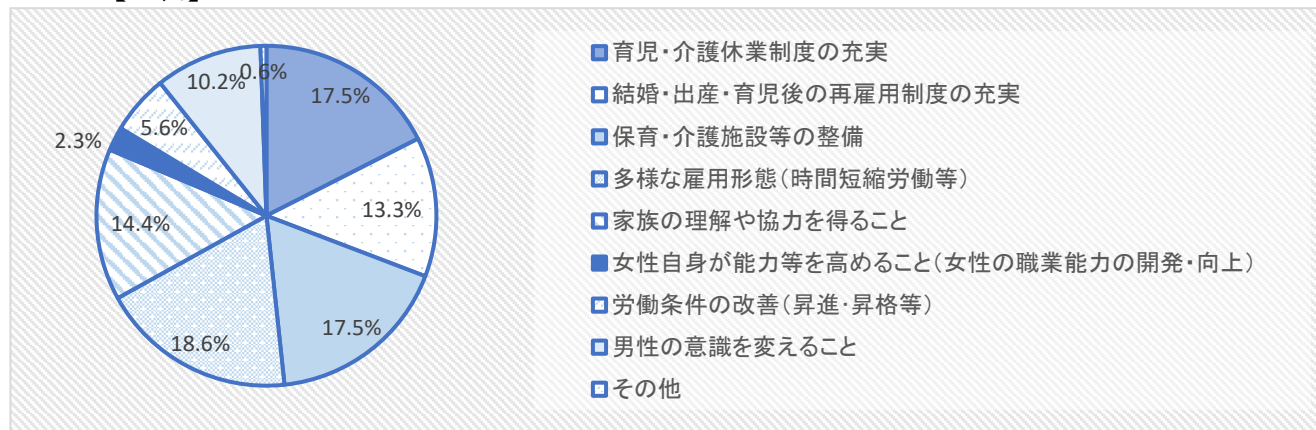 17.5%
13.3%
17.5%
18.6%
14.4%
2.3%
5.6%
10.2%
0.6%
育児・介護休業制度の充実
結婚・出産・育児後の再雇用制度の充実
保育・介護施設等の整備
多様な雇用形態(時間短縮労働等)
家族の理解や協力を得ること
女性自身が能力等を高めること(女性の職業能力の開発・向上)
労働条件の改善(昇進・昇格等)
男性の意識を変えること
その他